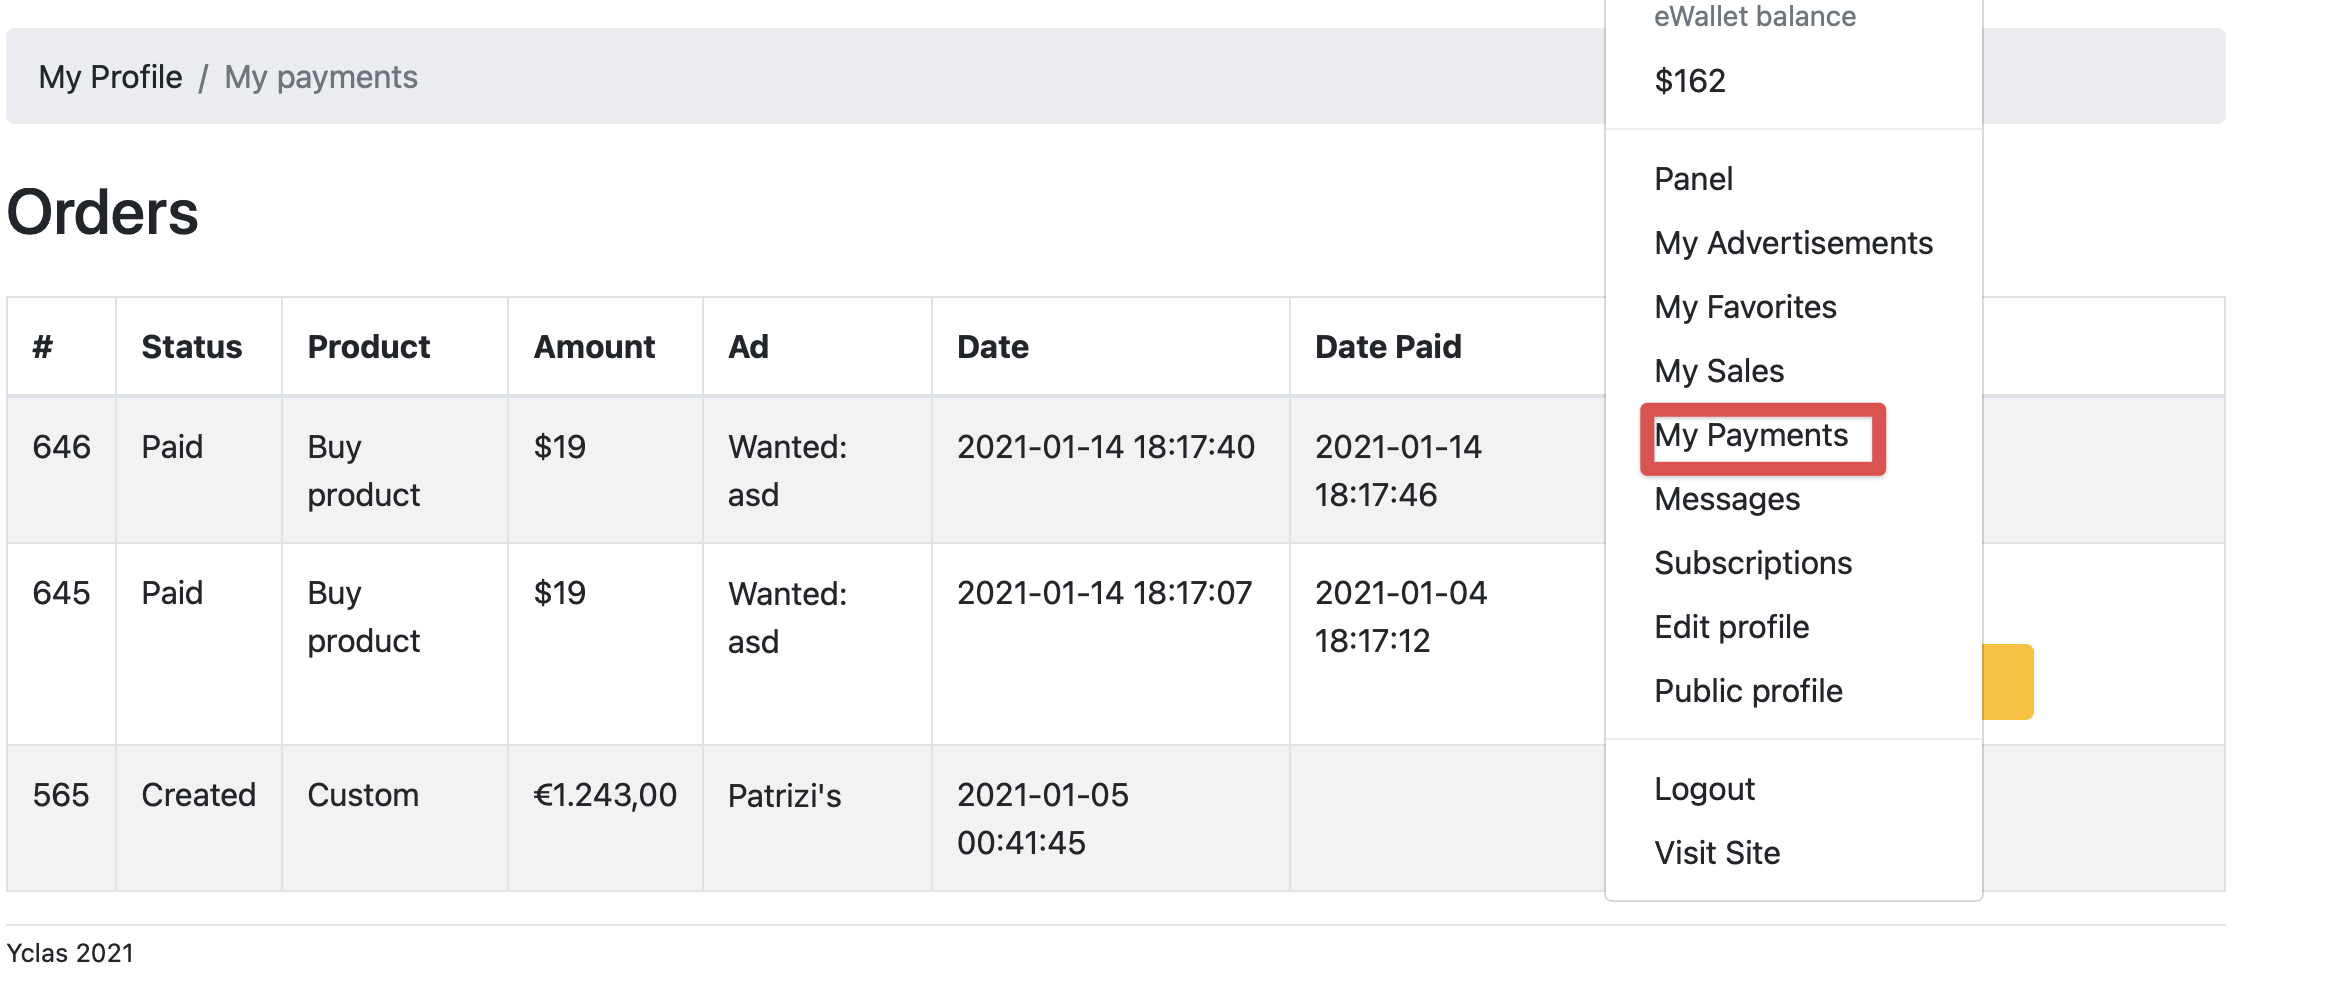 eWallet balance
$162
My Profile / My payments
Orders
# Status Product Amount Ad Date Date Paid
646 Paid Buy product $19 Wanted: asd 2021-01-14 18:17:40 2021-01-14 18:17:46
645 Paid Buy product $19 Wanted: asd 2021-01-14 18:17:07 2021-01-04 18:17:12
565 Created Custom €1.243,00 Patrizi's 2021-01-05 00:41:45
Panel
My Advertisements
My Favorites
My Sales
My Payments
Messages
Subscriptions
Edit profile
Public profile
Logout
Visit Site
Yclas 2021